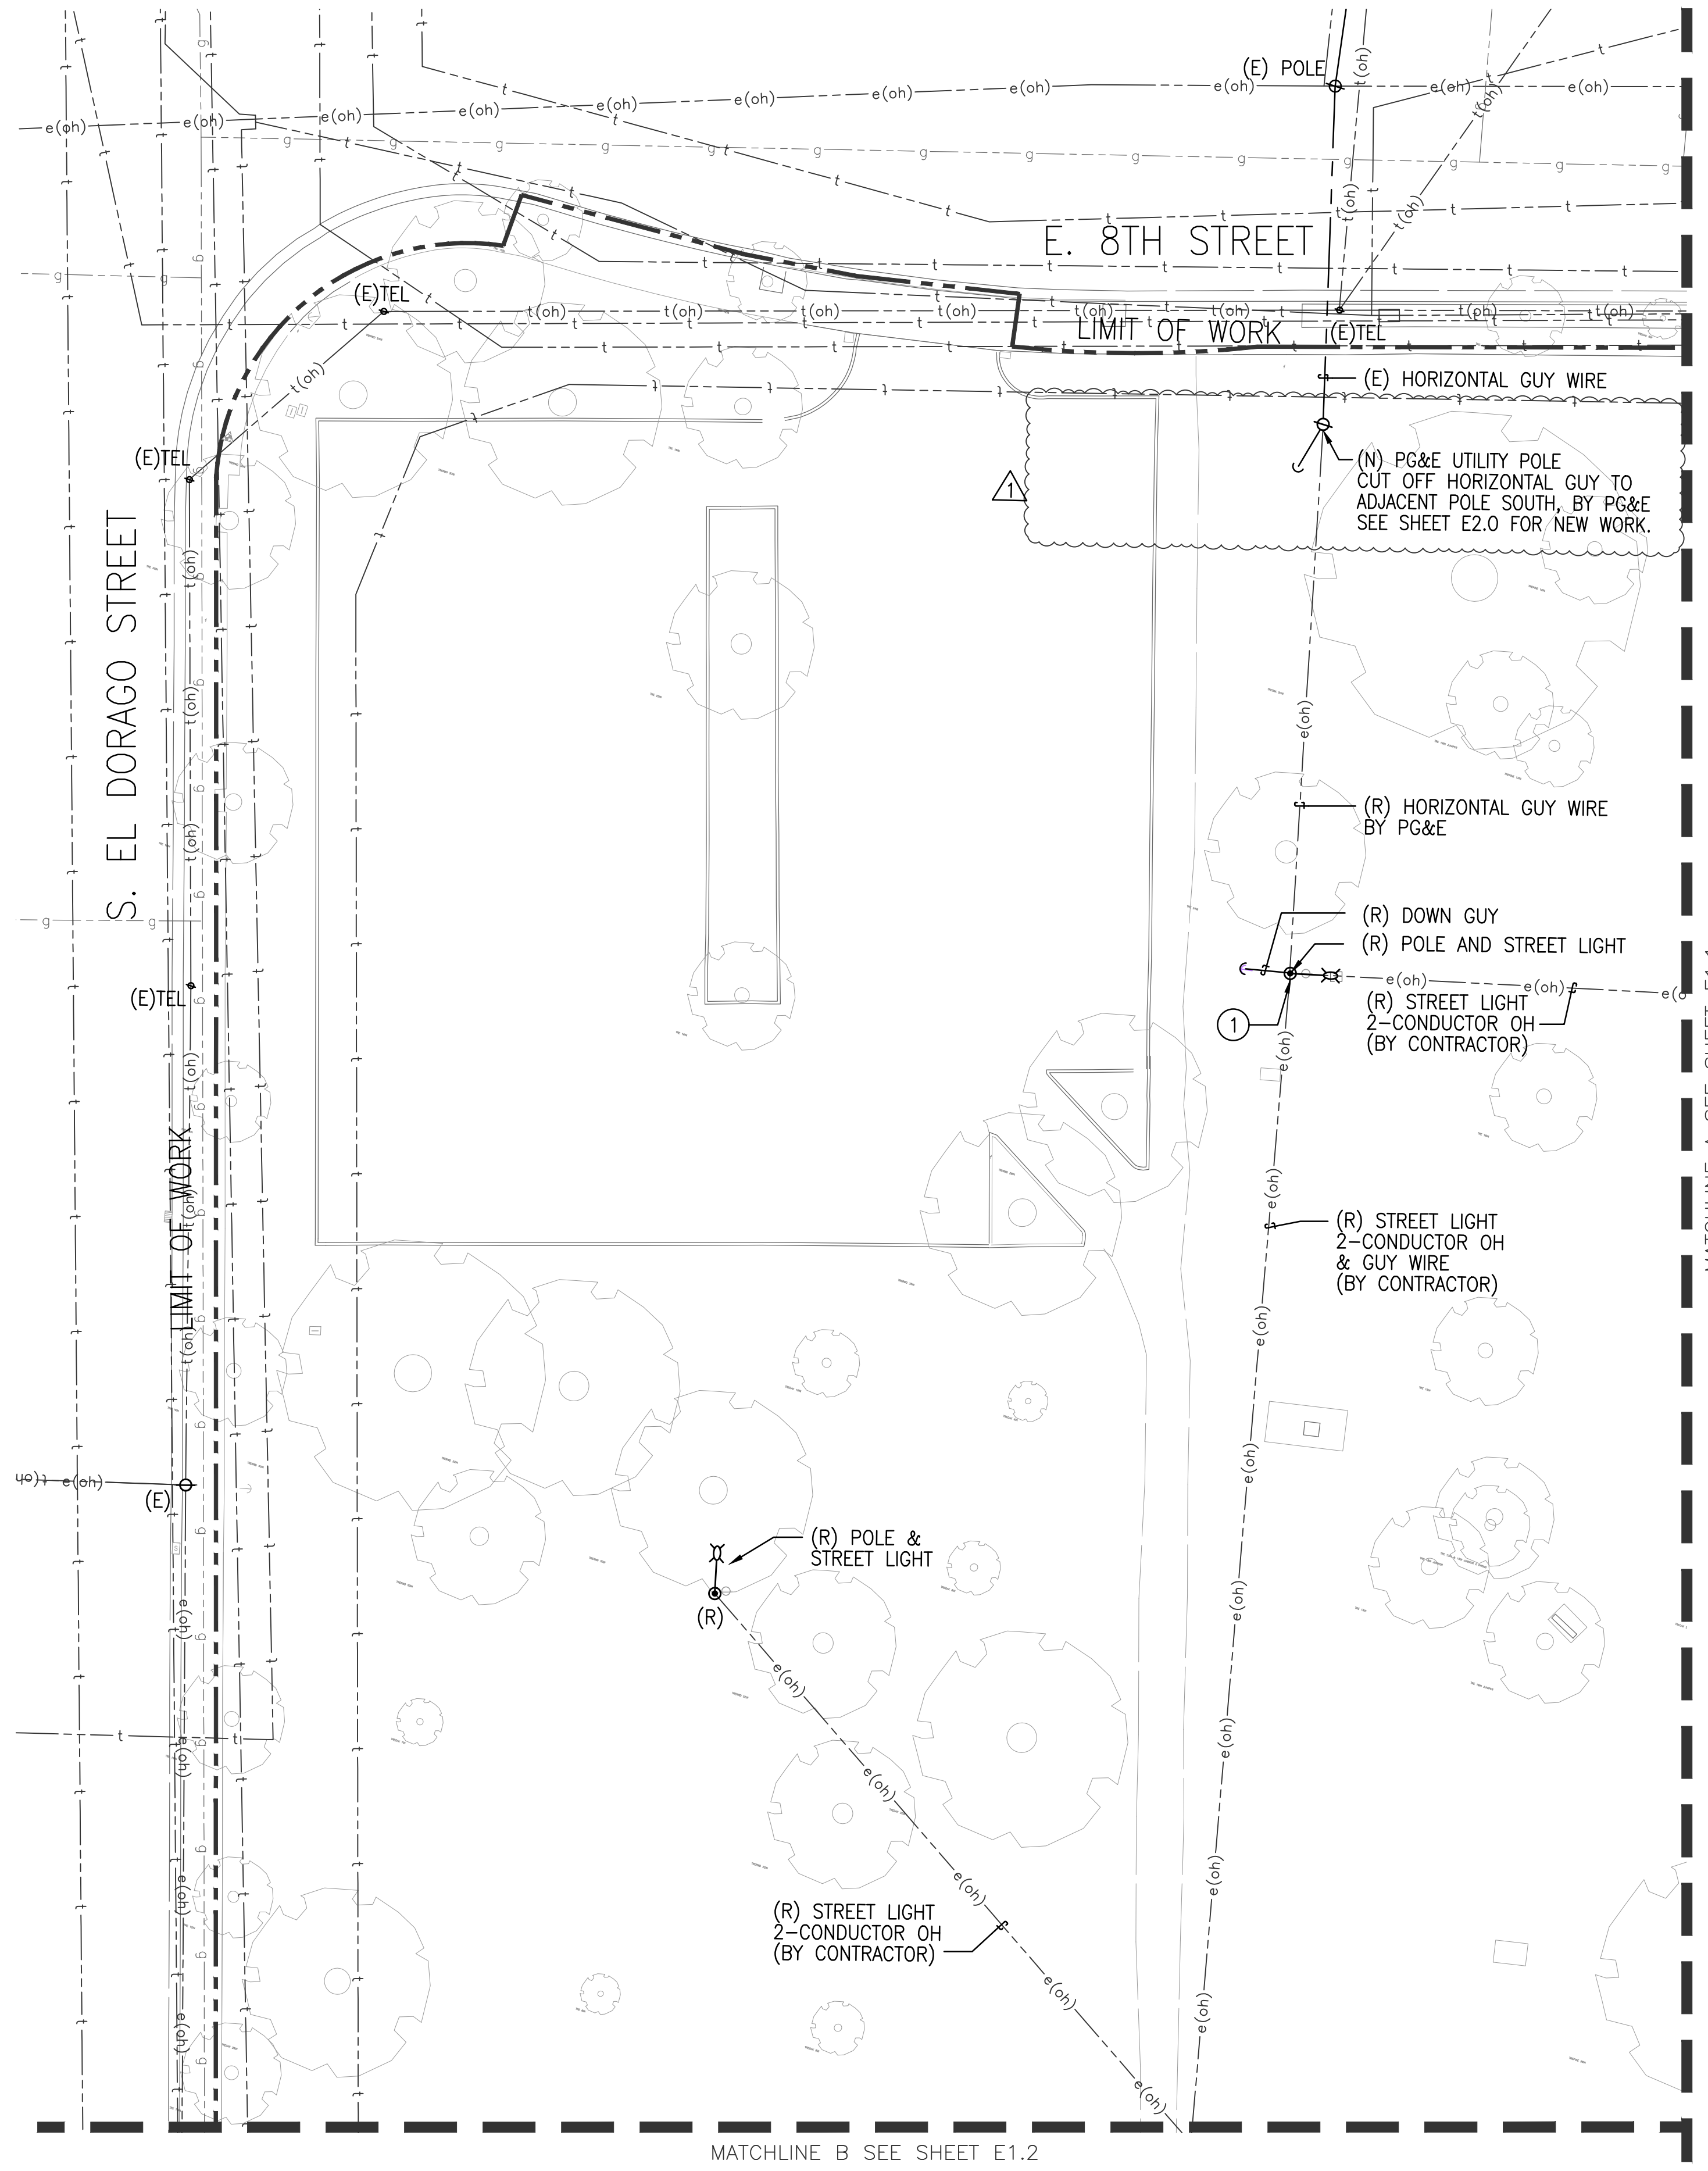 (E) POLE
E. 8TH STREET
(E)TEL
LIMIT OF WORK
(E)TEL
(E) HORIZONTAL GUY WIRE
(E)TEL
1
(N) PG&E UTILITY POLE
CUT OFF HORIZONTAL GUY TO
ADJACENT POLE SOUTH, BY PG&E
SEE SHEET E2.0 FOR NEW WORK.
S. EL DORAGO STREET
(R) HORIZONTAL GUY WIRE
BY PG&E
(R) DOWN GUY
(R) POLE AND STREET LIGHT
(E)TEL
1
(R) STREET LIGHT
2-CONDUCTOR OH
(BY CONTRACTOR)
LIMIT OF WORK
(R) STREET LIGHT
2-CONDUCTOR OH
& GUY WIRE
(BY CONTRACTOR)
(E)
(R) POLE &
STREET LIGHT
(R)
(R) STREET LIGHT
2-CONDUCTOR OH
(BY CONTRACTOR)
e(oh)
t(oh)
g
t
MATCHLINE B SEE SHEET E1.2